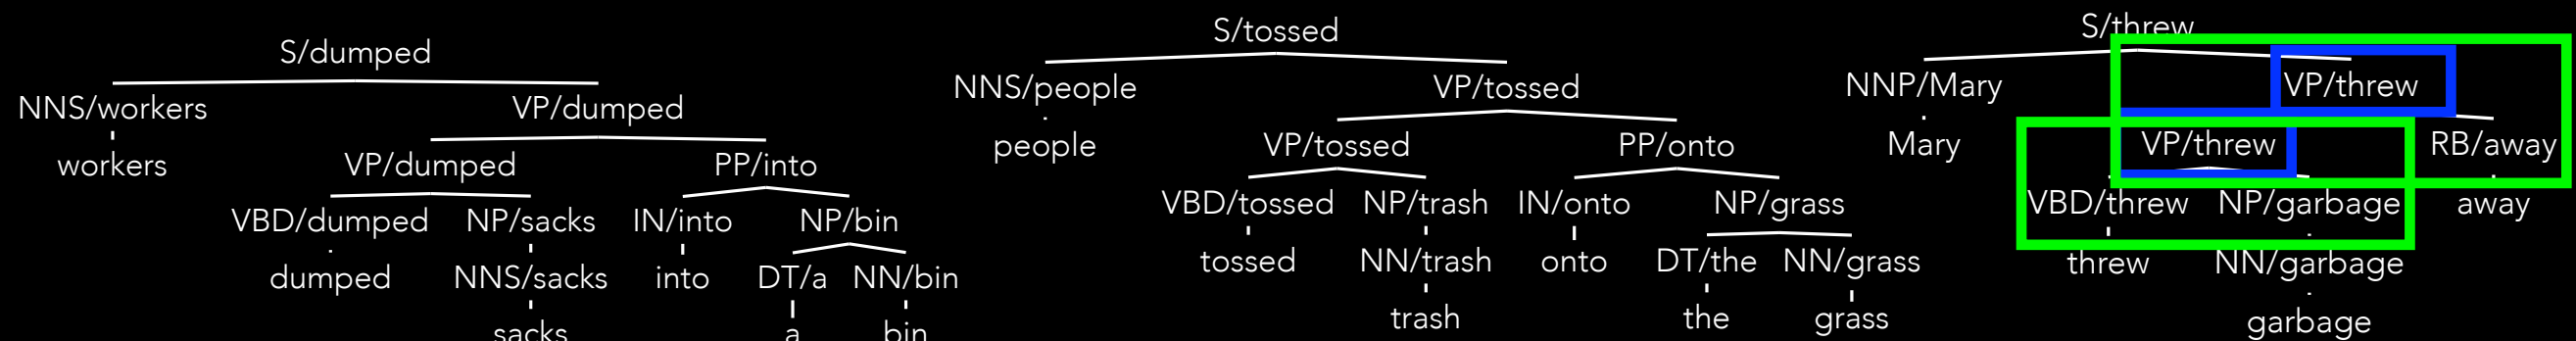 S/dumped
NNS/workers VP/dumped
workers VP/dumped PP/into
VBD/dumped NP/sacks IN/into NP/bin
dumped NNS/sacks into DT/a NN/bin
sacks a bin
S/tossed
NNS/people VP/tossed
people VP/tossed PP/onto
VBD/tossed NP/trash IN/onto NP/grass
tossed NN/trash onto DT/the NN/grass
trash the grass
S/threw
NNP/Mary VP/threw
Mary VP/threw RB/away
VBD/threw NP/garbage away
threw NN/garbage
garbage